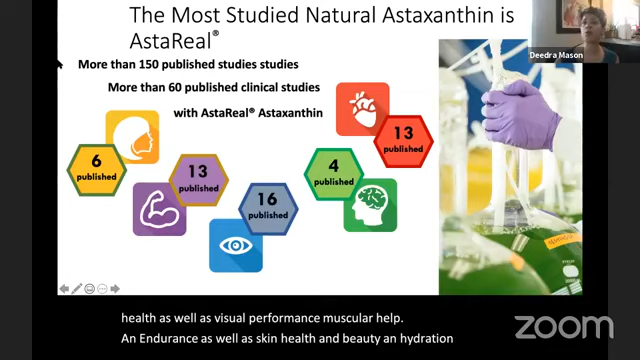 The Most Studied Natural Astaxanthin is
AstaReal®
More than 150 published studies studies
More than 60 published clinical studies
with AstaReal® Astaxanthin
Deedra Mason
6
published
13
published
16
published
4
published
13
published
health as well as visual performance muscular help.
An Endurance as well as skin health and beauty an hydration
zoom